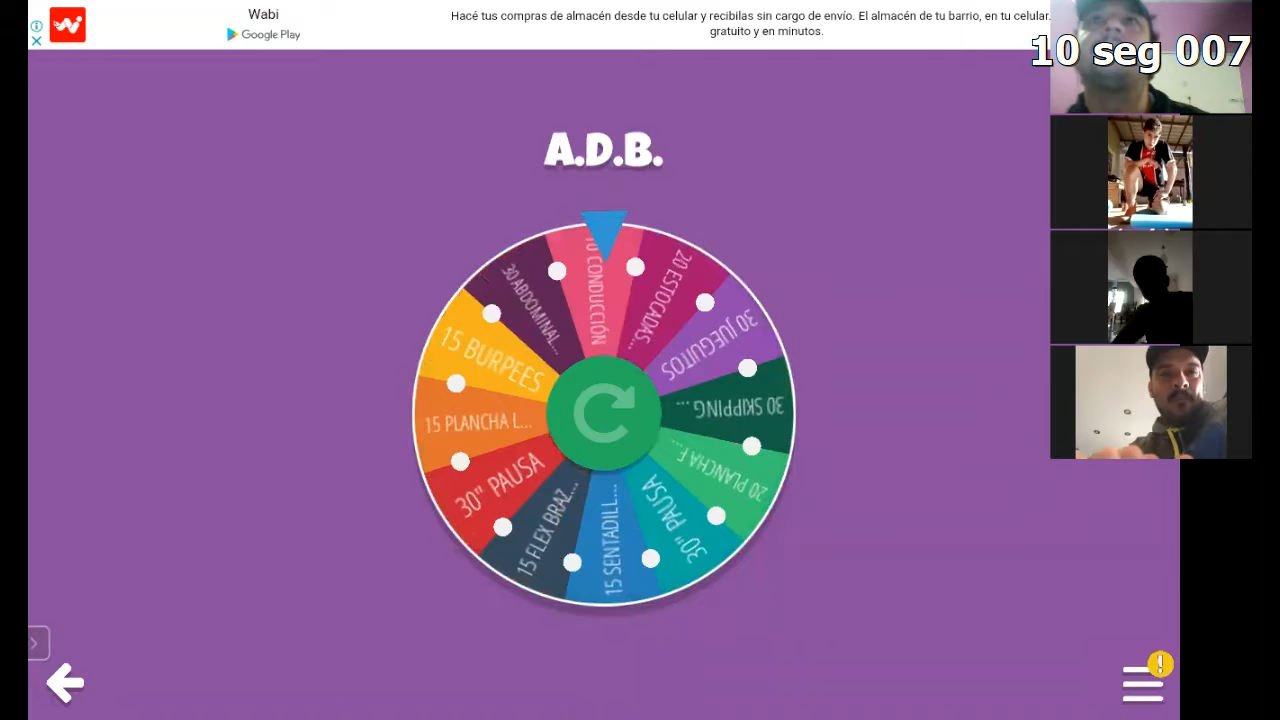 Wabi
Google Play
Hacé tus compras de almacén desde tu celular y recibilas sin cargo de envío. El almacén de tu barrio, en tu celular.
gratuito y en minutos.
10 seg 007
A.D.B.
10 CONDUCCIÓN
20 ESTOCADAS...
30 JUEGUITOS
30 SKIPPING ...
20 PLANCHA F...
30" PAUSA
15 SENTADILL...
15 FLEX BRAZ...
30" PAUSA
15 PLANCHA L...
15 BURPEES
30 ABDOMINAL...
!